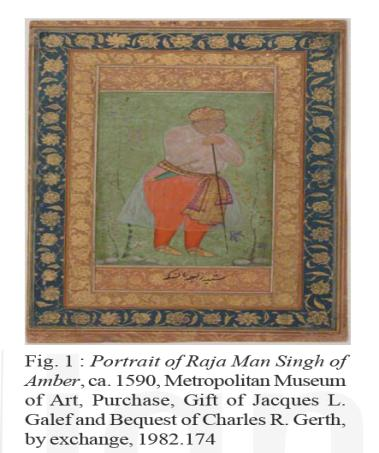 Fig. 1 : Portrait of Raja Man Singh of
Amber, ca. 1590, Metropolitan Museum
of Art, Purchase, Gift of Jacques L.
Galef and Bequest of Charles R. Gerth,
by exchange, 1982.174